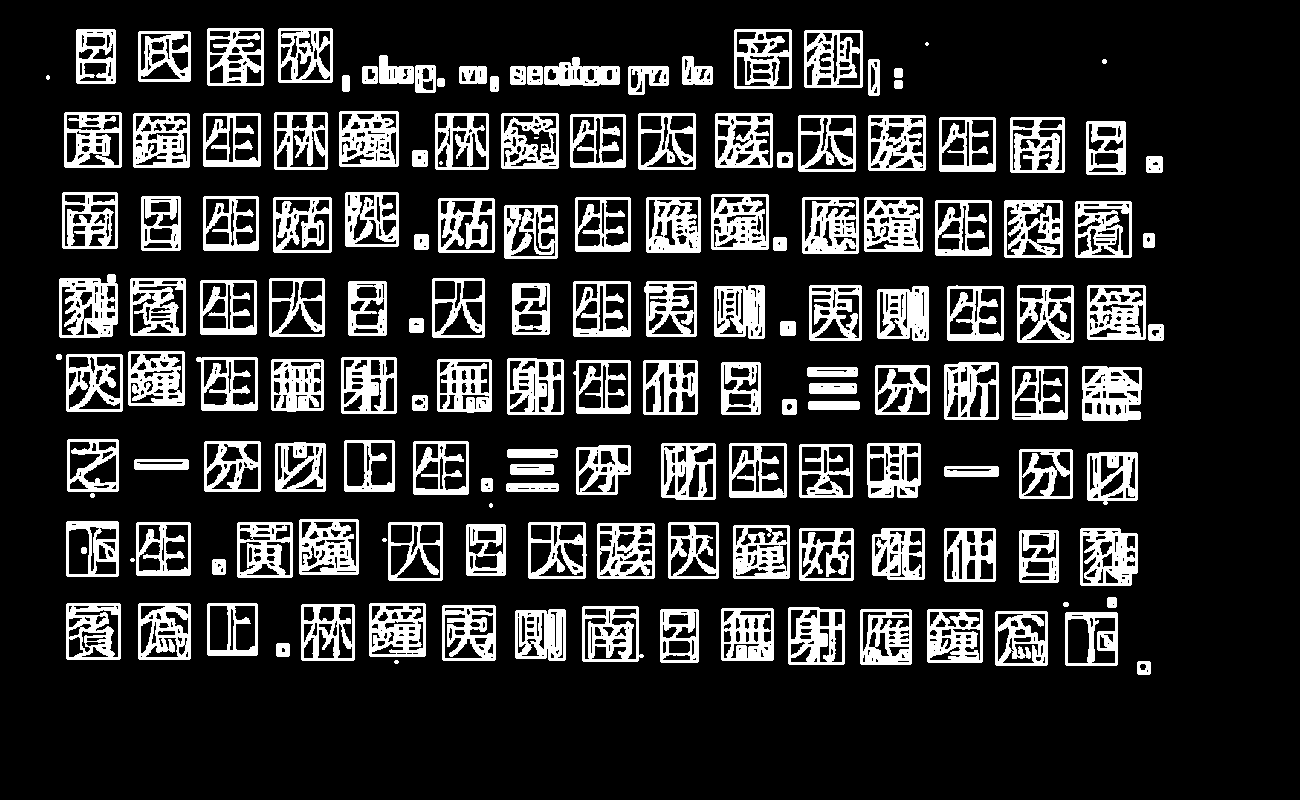 呂氏春秋, chap. vi, section 音律):
黃鐘生林鐘.林鐘生太蔟.太蔟生南呂.
南呂生姑洗.姑洗生應鐘.應鐘生蕤賓.
蕤賓生大呂.大呂生夷則.夷則生夾鐘.
夾鐘生無射.無射生仲呂.三分所生益
之一分以上生.三分所生去其一分以
下生.黃鐘大呂太蔟夾鐘姑洗仲呂蕤
賓為上.林鐘夷則南呂無射應鐘為下.